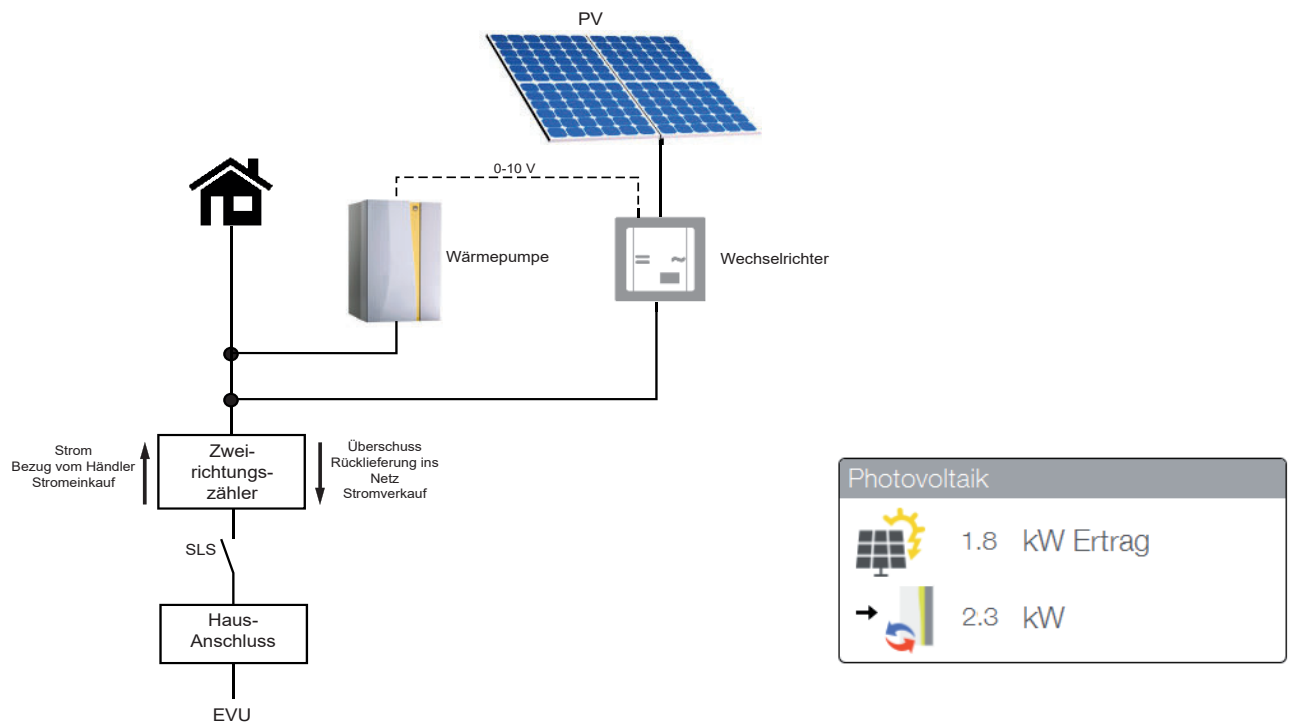 PV
0-10 V
Wärmepumpe
Wechselrichter
Strom
Bezug vom Händler
Stromeinkauf
Zwei-
richtungs-
zähler
Überschuss
Rücklieferung ins
Netz
Stromverkauf
SLS
Haus-
Anschluss
EVU
Photovoltaik
1.8 kW Ertrag
2.3 kW